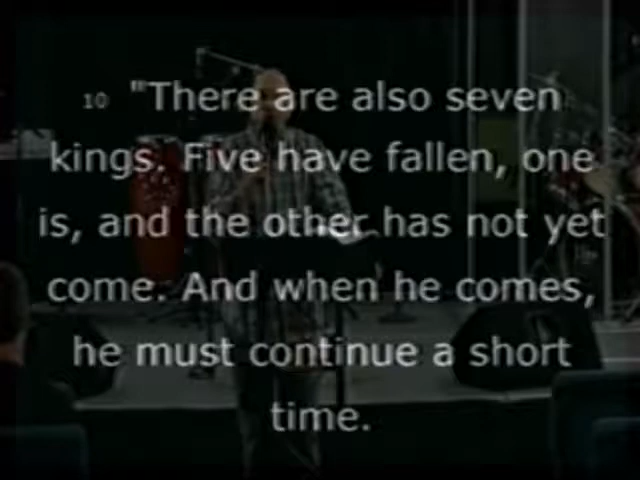 10 "There are also seven
kings. Five have fallen, one
is, and the other has not yet
come. And when he comes,
he must continue a short
time.